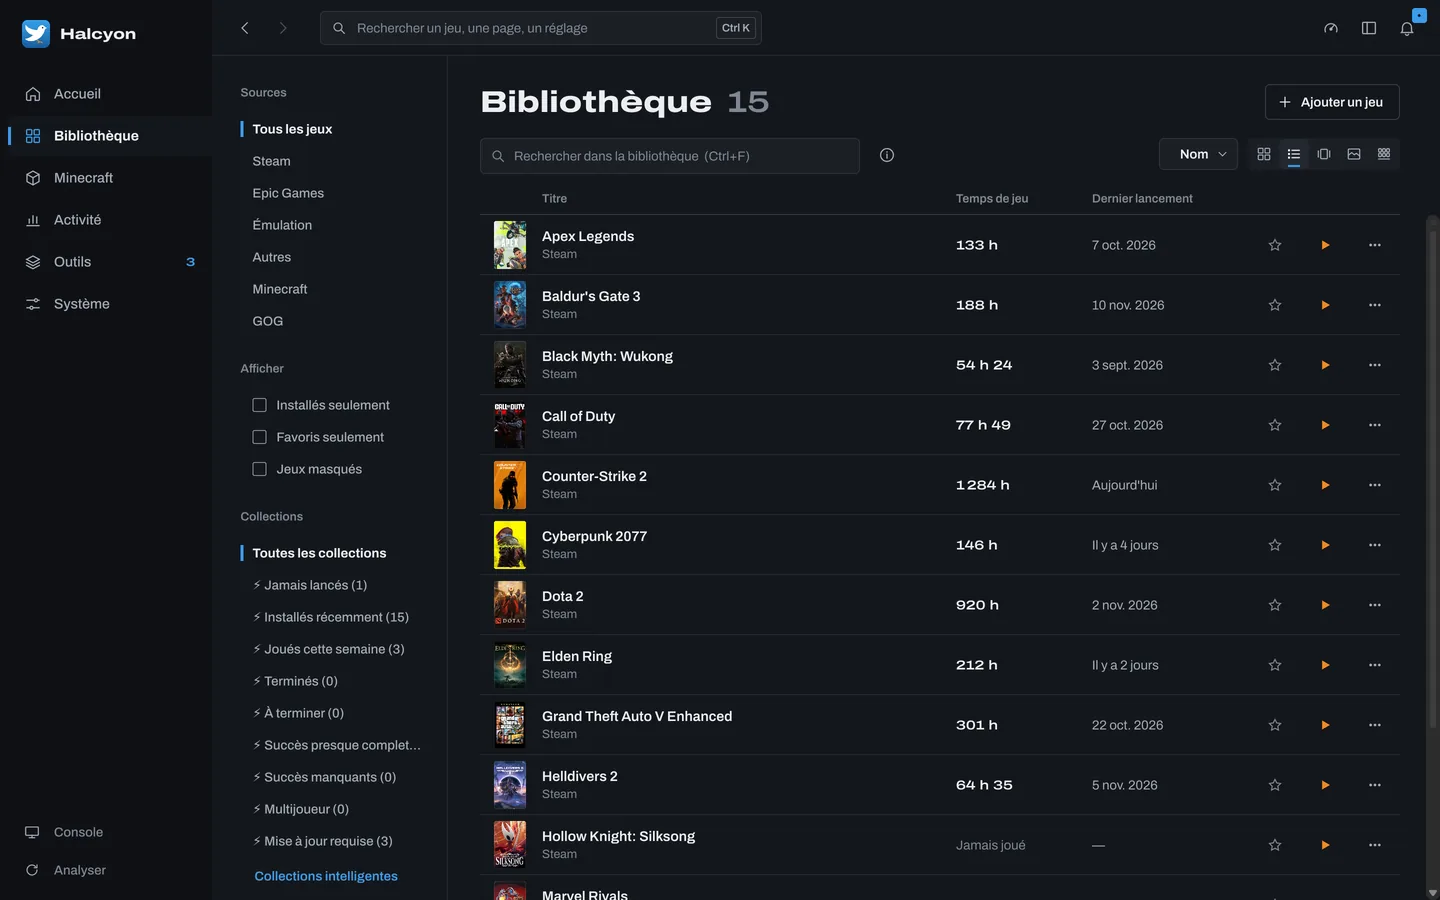 Halcyon
Rechercher un jeu, une page, un réglage
Ctrl K
Accueil
Bibliothèque
Minecraft
Activité
Outils
3
Système
Console
Analyser
Sources
Tous les jeux
Steam
Epic Games
Émulation
Autres
Minecraft
GOG
Afficher
Installés seulement
Favoris seulement
Jeux masqués
Collections
Toutes les collections
⚡ Jamais lancés (1)
⚡ Installés récemment (15)
⚡ Joués cette semaine (3)
⚡ Terminés (0)
⚡ À terminer (0)
⚡ Succès presque complet...
⚡ Succès manquants (0)
⚡ Multijoueur (0)
⚡ Mise à jour requise (3)
Collections intelligentes
Bibliothèque 15
Ajouter un jeu
Rechercher dans la bibliothèque (Ctrl+F)
Nom
Titre Temps de jeu Dernier lancement
Apex Legends
Steam
133 h
7 oct. 2026
Baldur's Gate 3
Steam
188 h
10 nov. 2026
Black Myth: Wukong
Steam
54 h 24
3 sept. 2026
CALL OF DUTY
Call of Duty
Steam
77 h 49
27 oct. 2026
Counter-Strike 2
Steam
1 284 h
Aujourd'hui
Cyberpunk 2077
Steam
146 h
Il y a 4 jours
DOTA 2
Dota 2
Steam
920 h
2 nov. 2026
ELDEN RING
Elden Ring
Steam
212 h
Il y a 2 jours
Grand Theft Auto V Enhanced
Steam
301 h
22 oct. 2026
Helldivers 2
Steam
64 h 35
5 nov. 2026
SILKSONG
Hollow Knight: Silksong
Steam
Jamais joué
—
Marvel Rivals